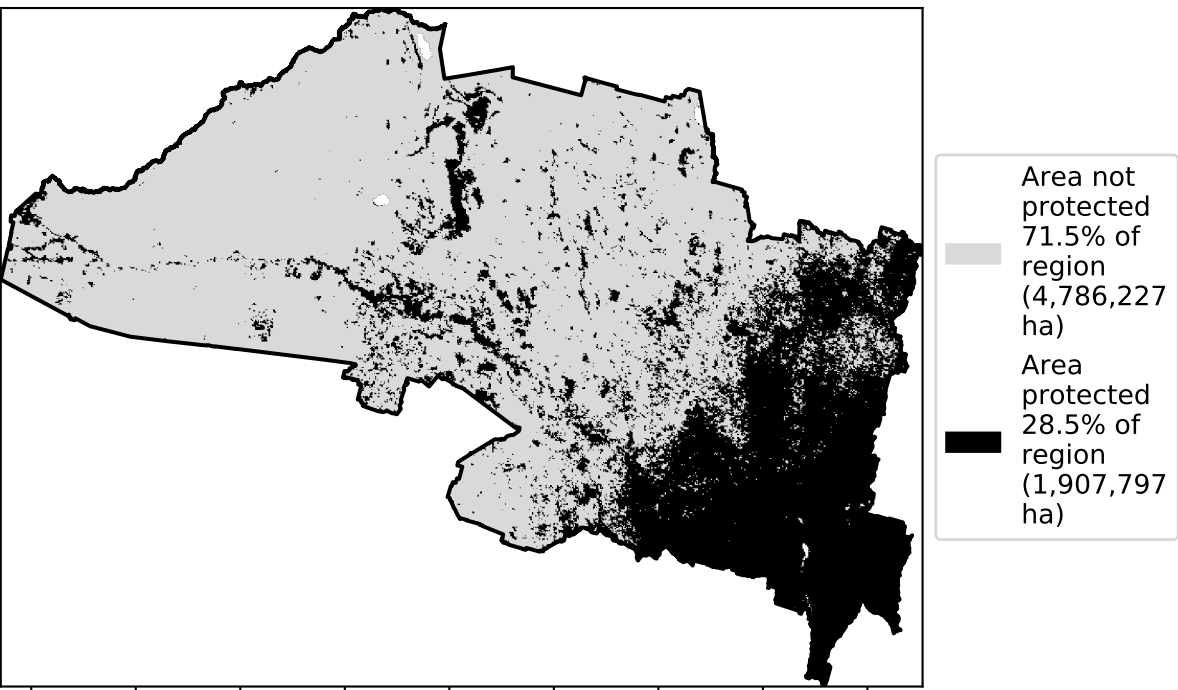 Area not
protected
71.5% of
region
(4,786,227
ha)
Area
protected
28.5% of
region
(1,907,797
ha)